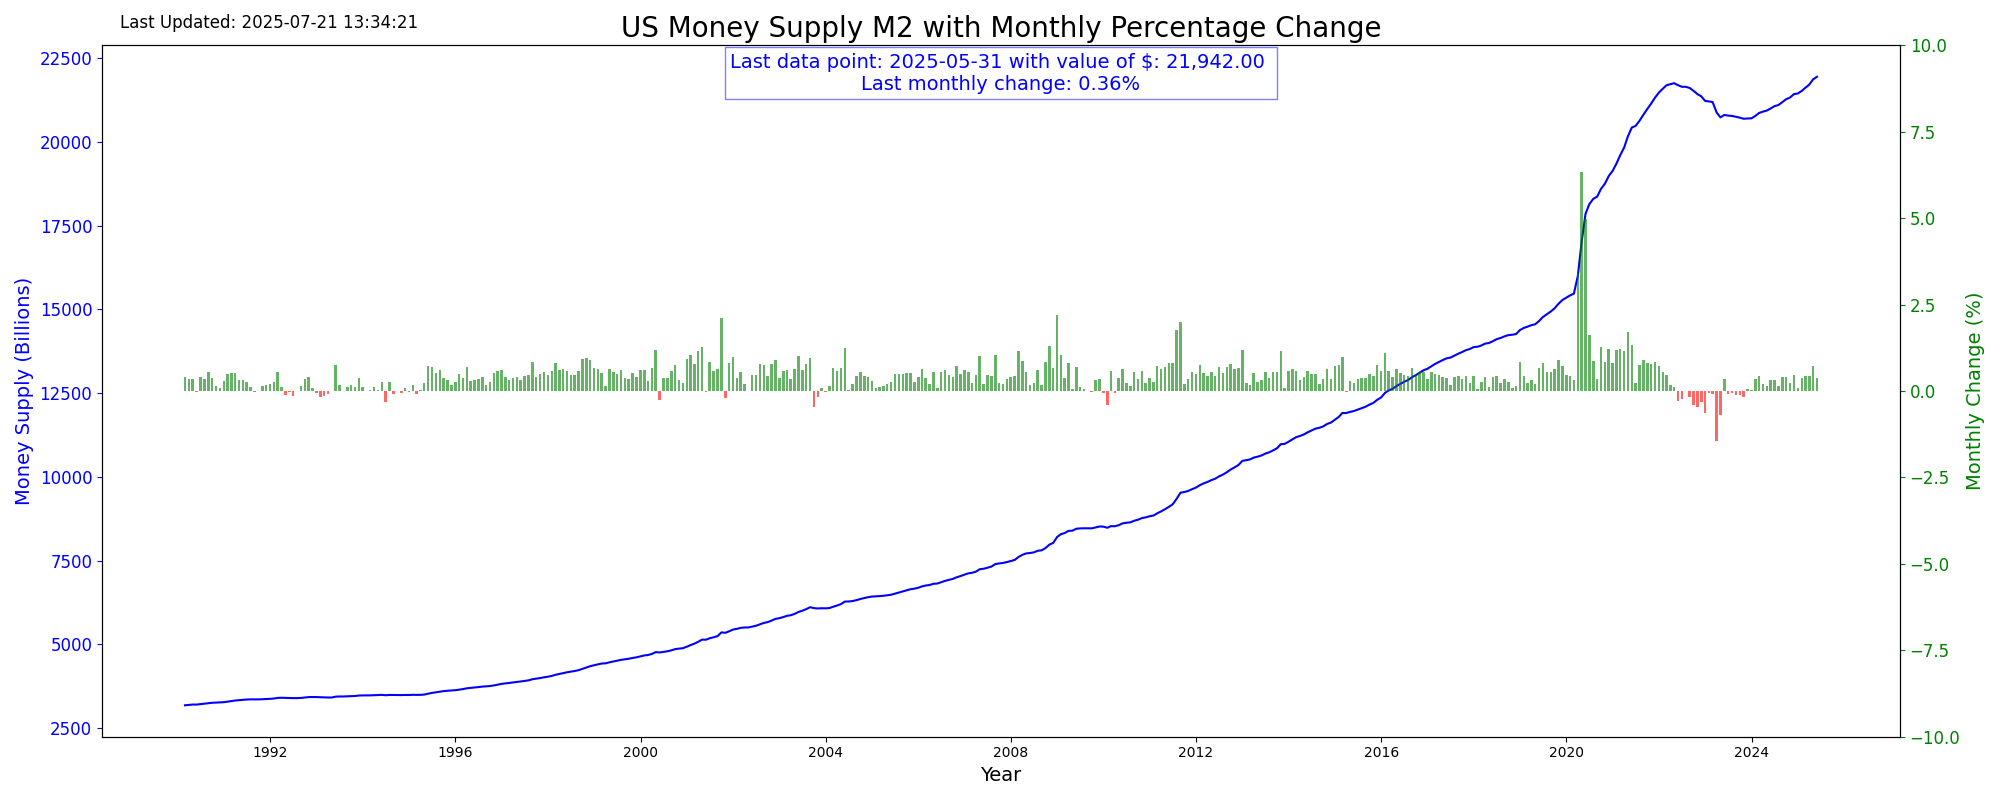 Last Updated: 2025-07-21 13:34:21
US Money Supply M2 with Monthly Percentage Change
Last data point: 2025-05-31 with value of $: 21,942.00
Last monthly change: 0.36%
Money Supply (Billions)
22500
20000
17500
15000
12500
10000
7500
5000
2500
10.0
7.5
5.0
2.5
0.0
−2.5
−5.0
−7.5
−10.0
Monthly Change (%)
1992 1996 2000 2004 2008 2012 2016 2020 2024
Year